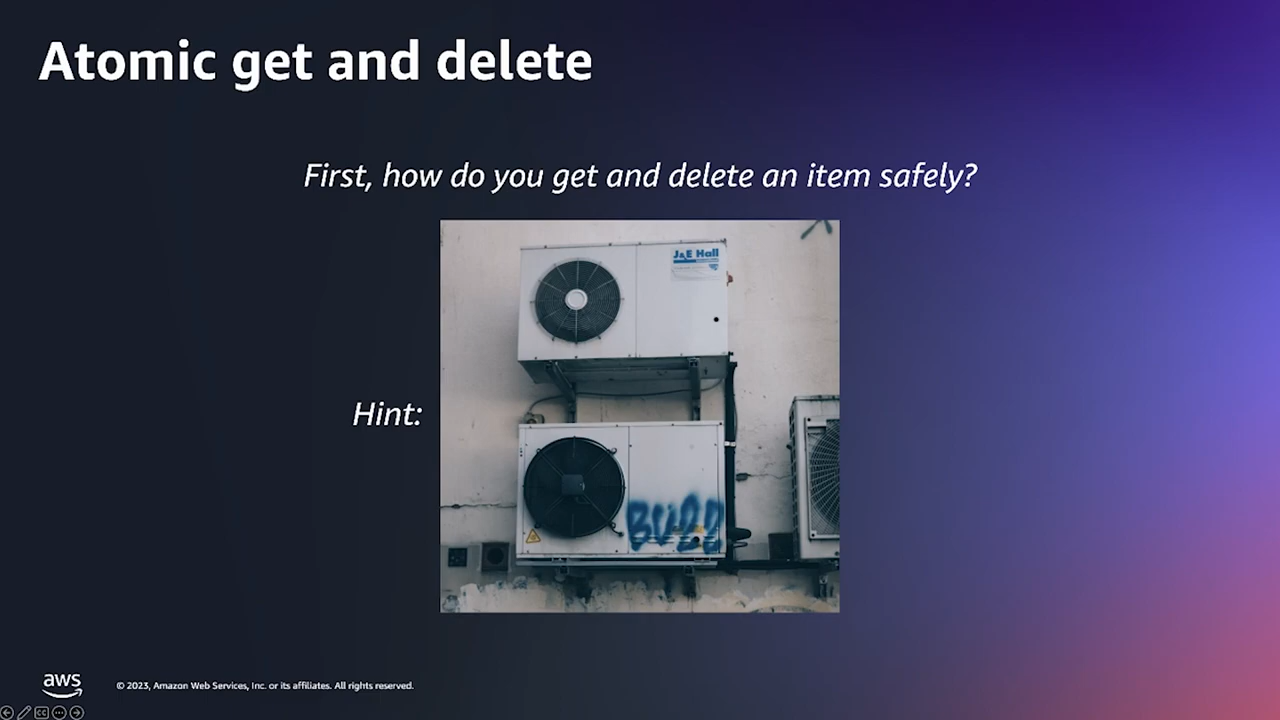 Atomic get and delete
First, how do you get and delete an item safely?
J&E Hall
Hint:
BUZZ
aws
© 2023, Amazon Web Services, Inc. or its affiliates. All rights reserved.